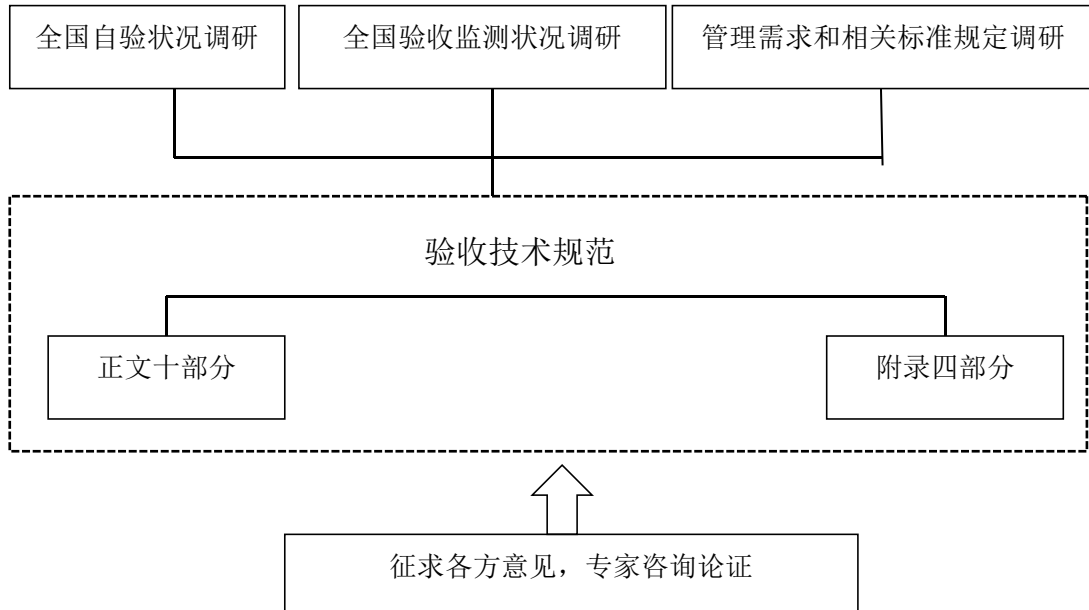 全国自验状况调研
全国验收监测状况调研
管理需求和相关标准规定调研
验收技术规范
正文十部分
附录四部分
征求各方意见，专家咨询论证